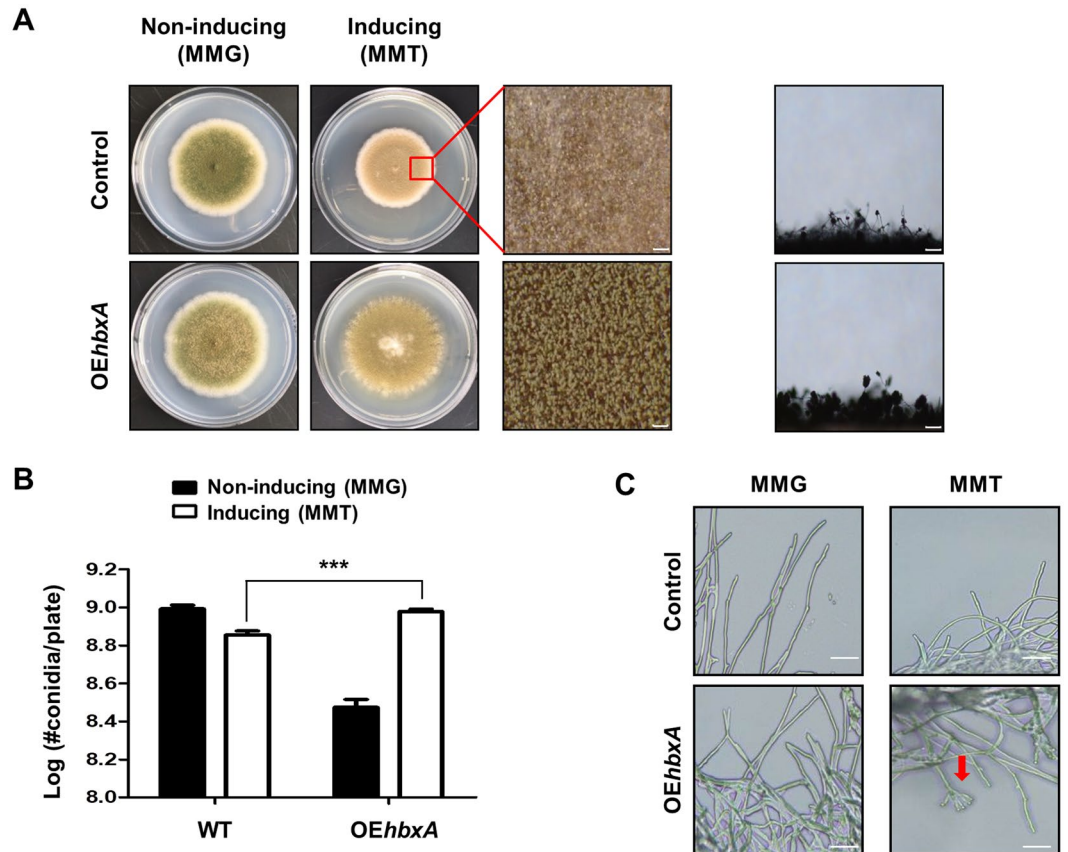 A
Non-inducing
(MMG)
Inducing
(MMT)
Control
OEhbxA
B
Non-inducing (MMG)
Inducing (MMT)
***
Log (#conidia/plate)
9.2
9.0
8.8
8.6
8.4
8.2
8.0
WT
OEhbxA
C
MMG
MMT
Control
OEhbxA